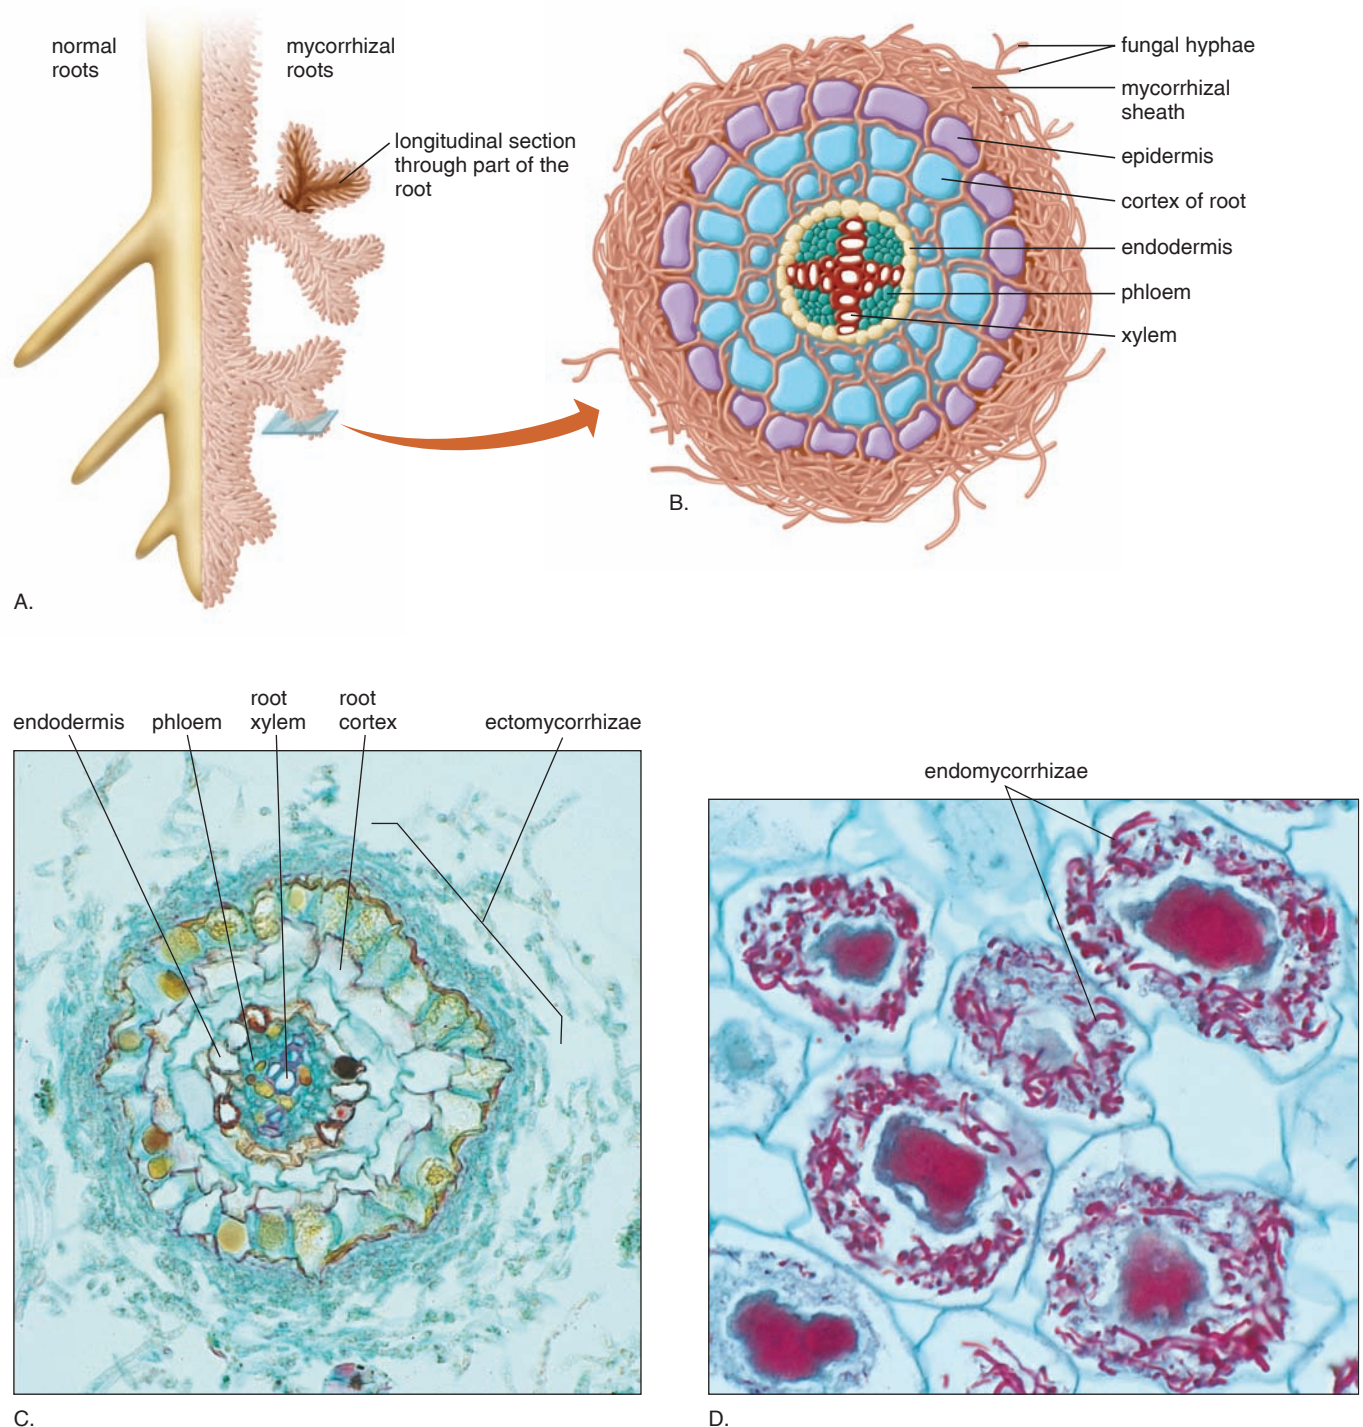 normal
roots
mycorrhizal
roots
longitudinal section
through part of the
root
A.
fungal hyphae
mycorrhizal
sheath
epidermis
cortex of root
endodermis
phloem
xylem
B.
endodermis
phloem
root
xylem
root
cortex
ectomycorrhizae
C.
endomycorrhizae
D.